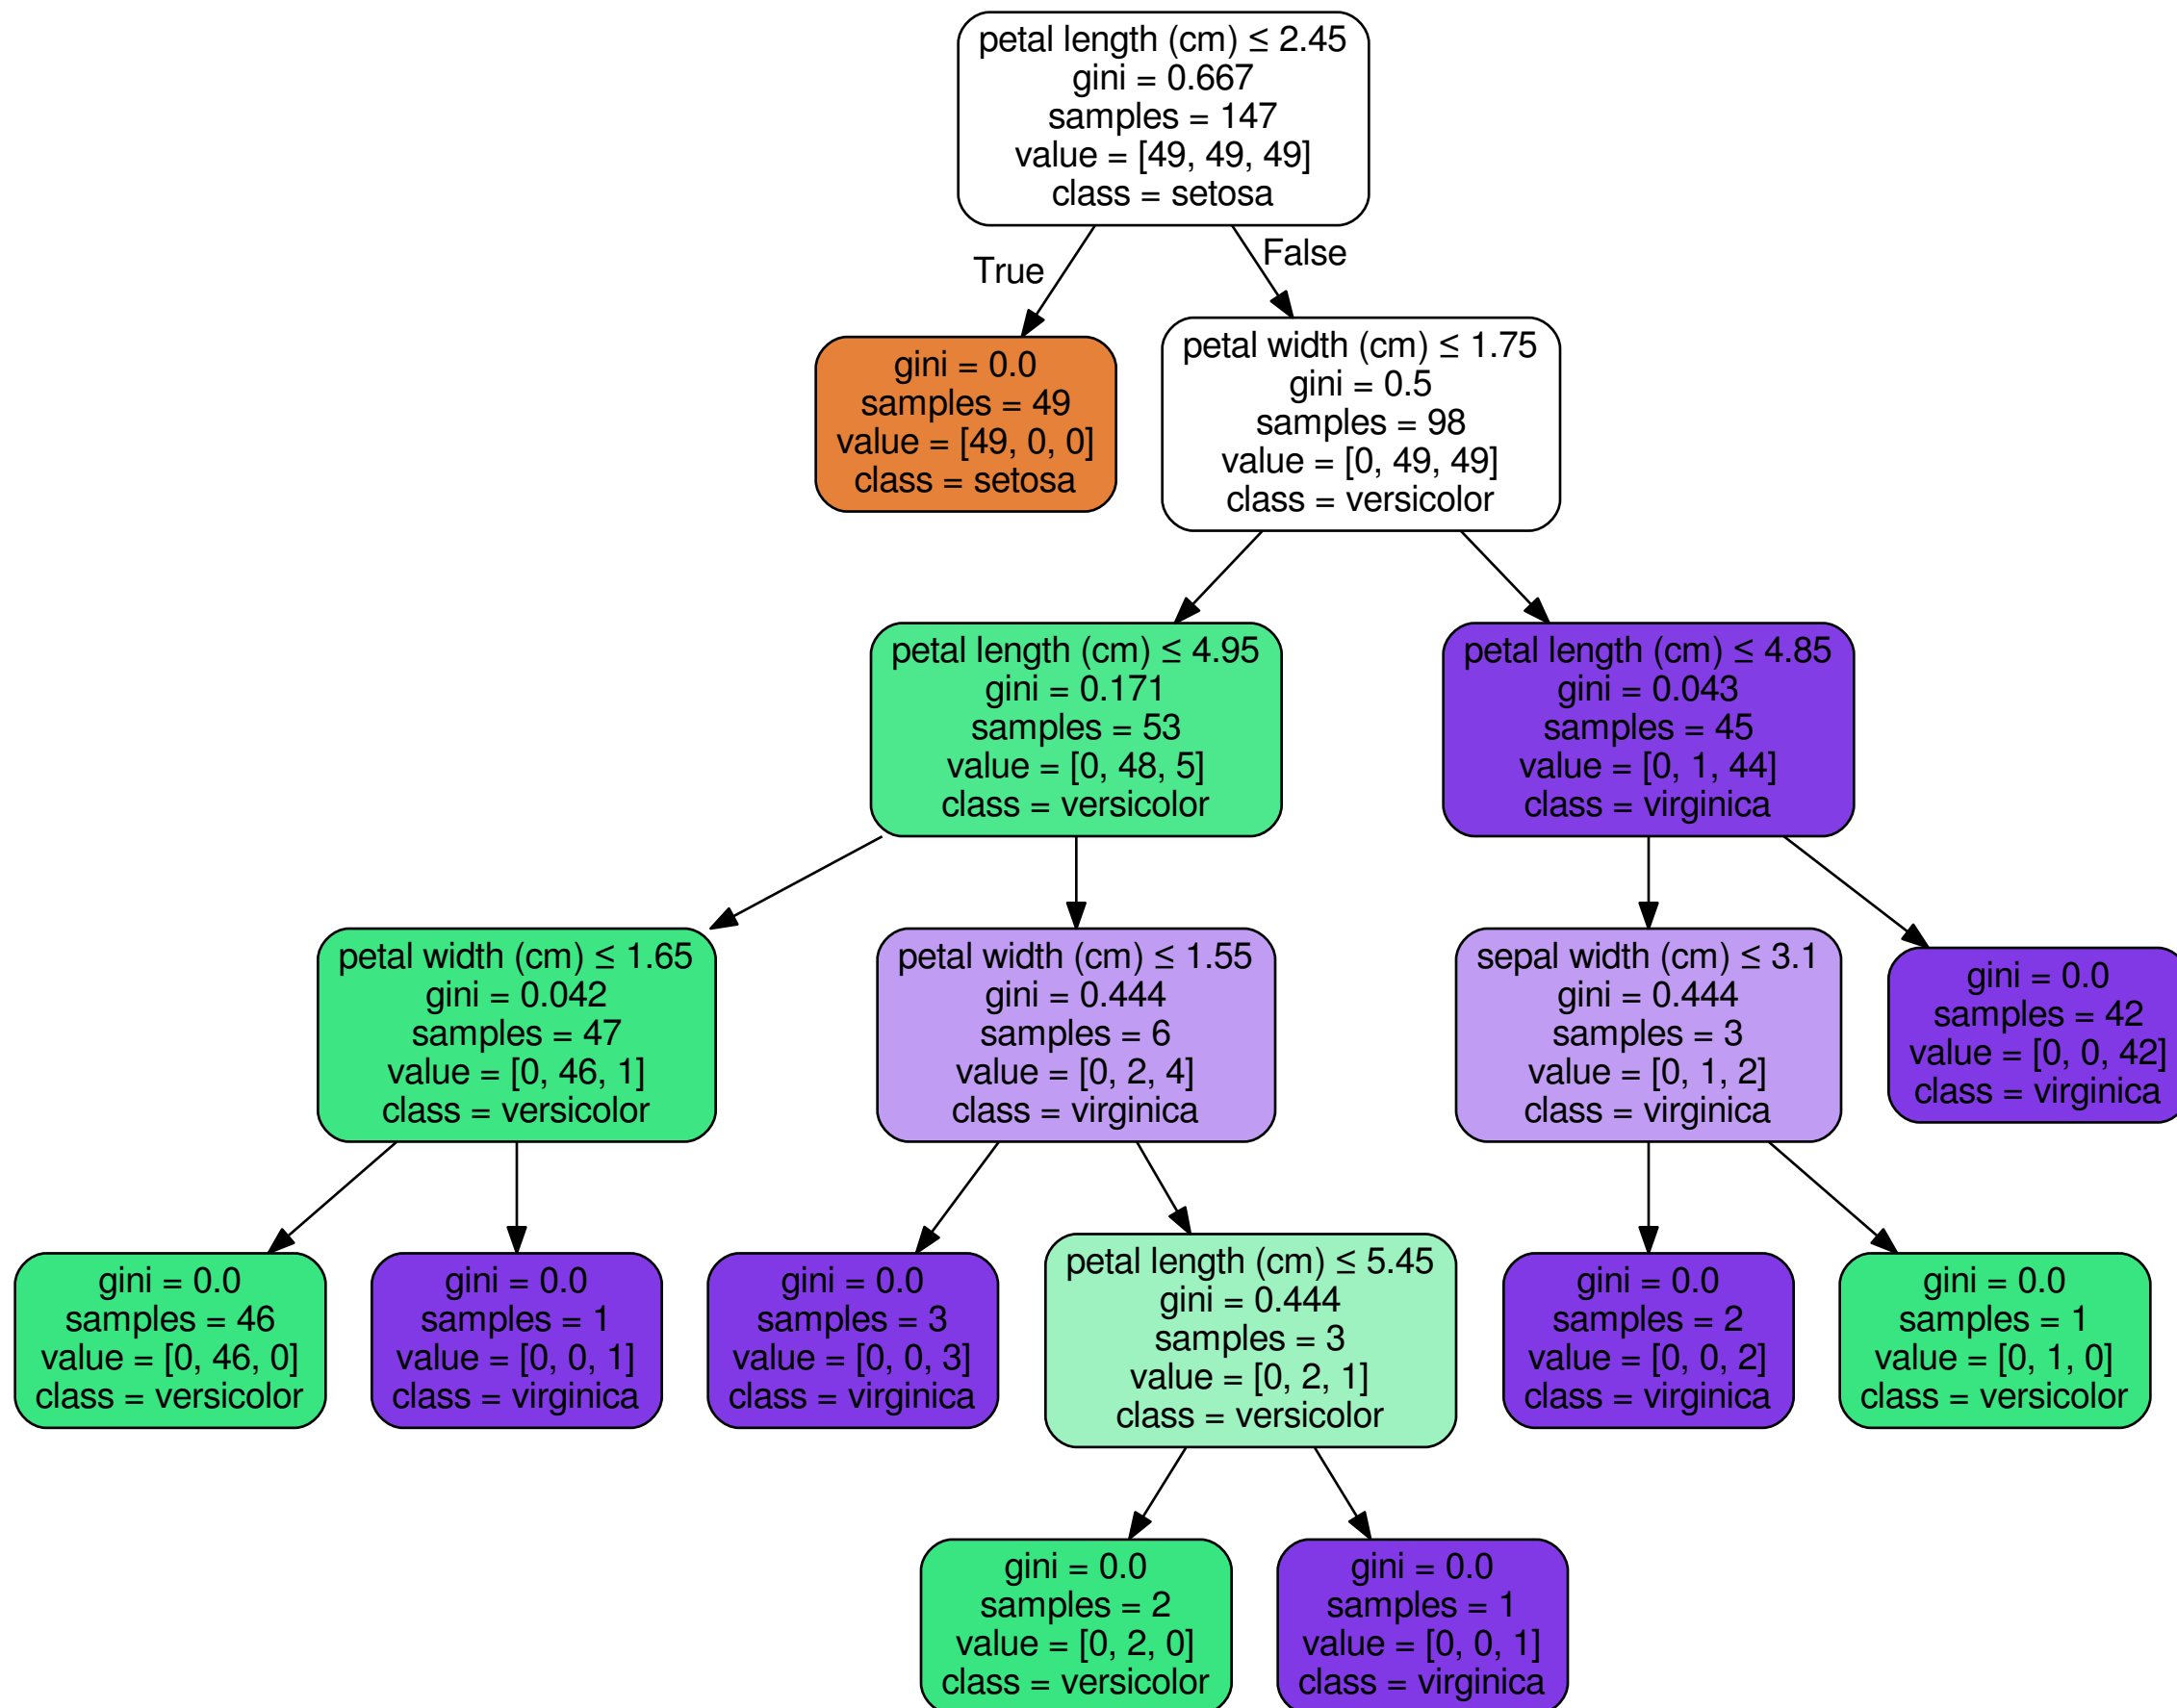 petal length (cm) ≤ 2.45
gini = 0.667
samples = 147
value = [49, 49, 49]
class = setosa
True
False
gini = 0.0
samples = 49
value = [49, 0, 0]
class = setosa
petal width (cm) ≤ 1.75
gini = 0.5
samples = 98
value = [0, 49, 49]
class = versicolor
petal length (cm) ≤ 4.95
gini = 0.171
samples = 53
value = [0, 48, 5]
class = versicolor
petal length (cm) ≤ 4.85
gini = 0.043
samples = 45
value = [0, 1, 44]
class = virginica
petal width (cm) ≤ 1.65
gini = 0.042
samples = 47
value = [0, 46, 1]
class = versicolor
petal width (cm) ≤ 1.55
gini = 0.444
samples = 6
value = [0, 2, 4]
class = virginica
sepal width (cm) ≤ 3.1
gini = 0.444
samples = 3
value = [0, 1, 2]
class = virginica
gini = 0.0
samples = 42
value = [0, 0, 42]
class = virginica
gini = 0.0
samples = 46
value = [0, 46, 0]
class = versicolor
gini = 0.0
samples = 1
value = [0, 0, 1]
class = virginica
gini = 0.0
samples = 3
value = [0, 0, 3]
class = virginica
petal length (cm) ≤ 5.45
gini = 0.444
samples = 3
value = [0, 2, 1]
class = versicolor
gini = 0.0
samples = 2
value = [0, 0, 2]
class = virginica
gini = 0.0
samples = 1
value = [0, 1, 0]
class = versicolor
gini = 0.0
samples = 2
value = [0, 2, 0]
class = versicolor
gini = 0.0
samples = 1
value = [0, 0, 1]
class = virginica